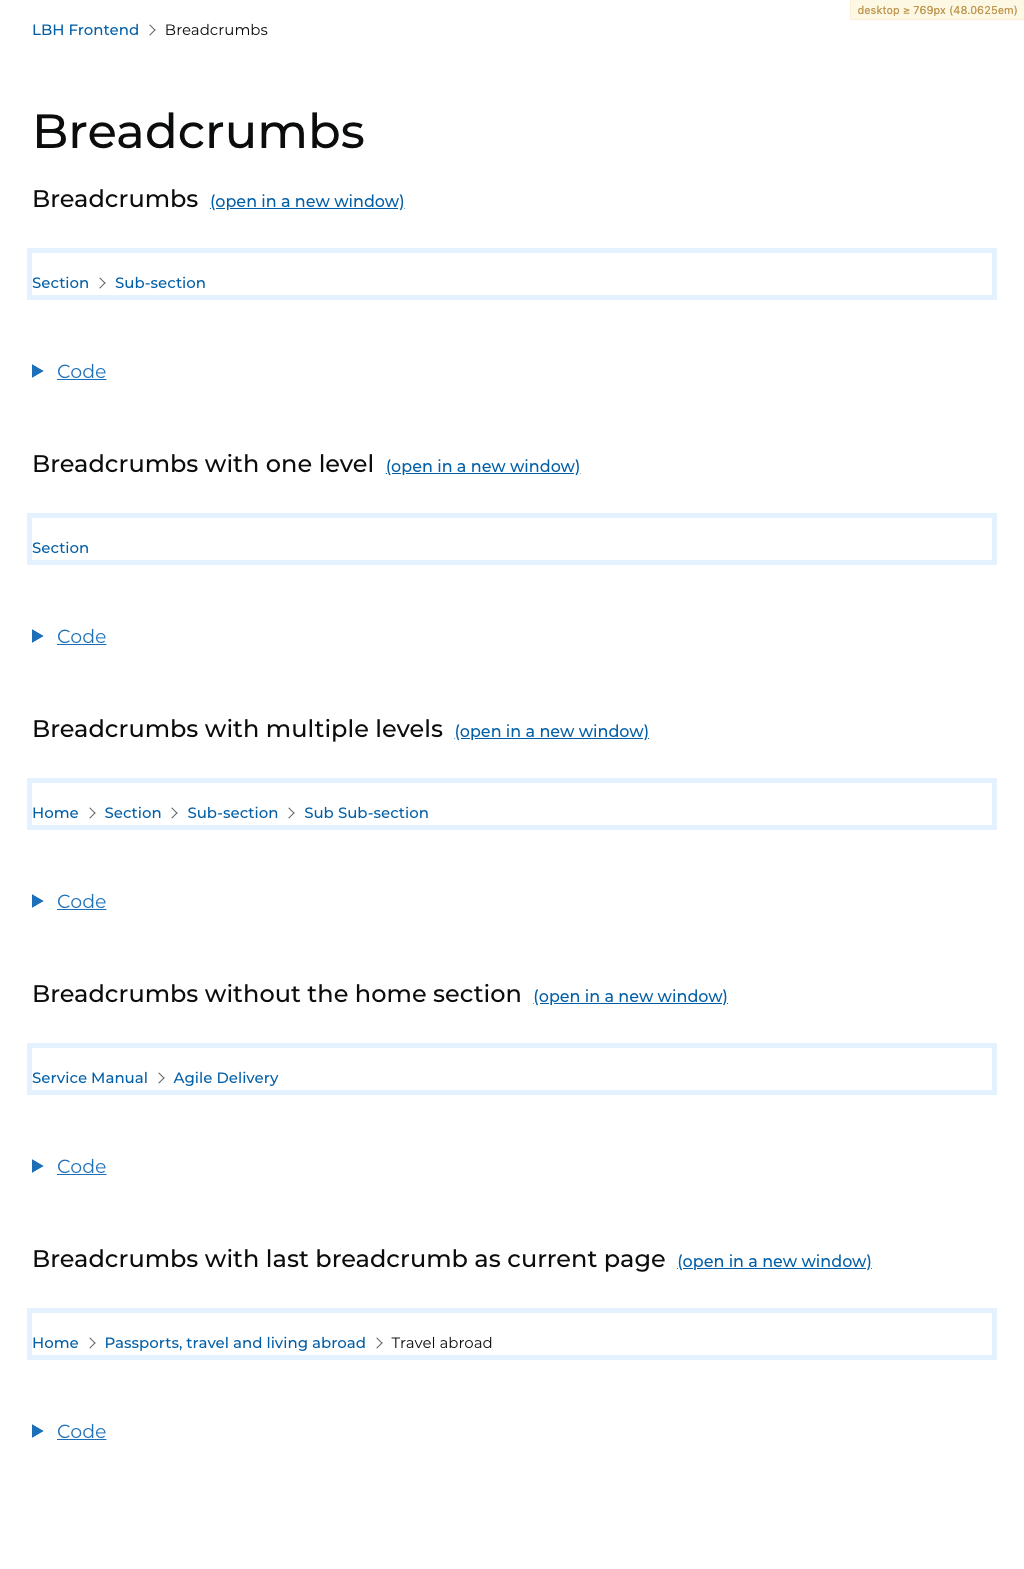 desktop ≥ 769px (48.0625em)
LBH Frontend > Breadcrumbs
Breadcrumbs
Breadcrumbs (open in a new window)
Section > Sub-section
Code
Breadcrumbs with one level (open in a new window)
Section
Code
Breadcrumbs with multiple levels (open in a new window)
Home > Section > Sub-section > Sub Sub-section
Code
Breadcrumbs without the home section (open in a new window)
Service Manual > Agile Delivery
Code
Breadcrumbs with last breadcrumb as current page (open in a new window)
Home > Passports, travel and living abroad > Travel abroad
Code